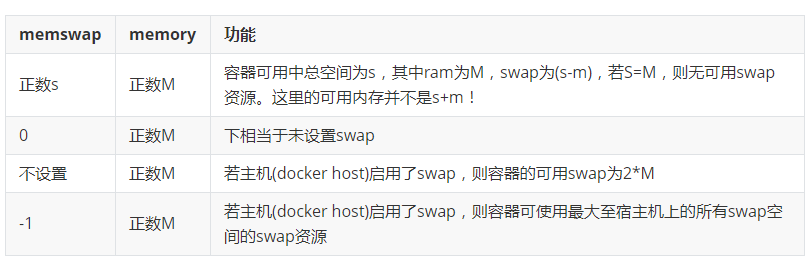 memswap memory 功能
正数s 正数M 容器可用中总空间为s，其中ram为M，swap为(s-m)，若S=M，则无可用swap
资源。这里的可用内存并不是s+m！
0 正数M 下相当于未设置swap
不设置 正数M 若主机(docker host)启用了swap，则容器的可用swap为2*M
-1 正数M 若主机(docker host)启用了swap，则容器可使用最大至宿主机上的所有swap空
间的swap资源